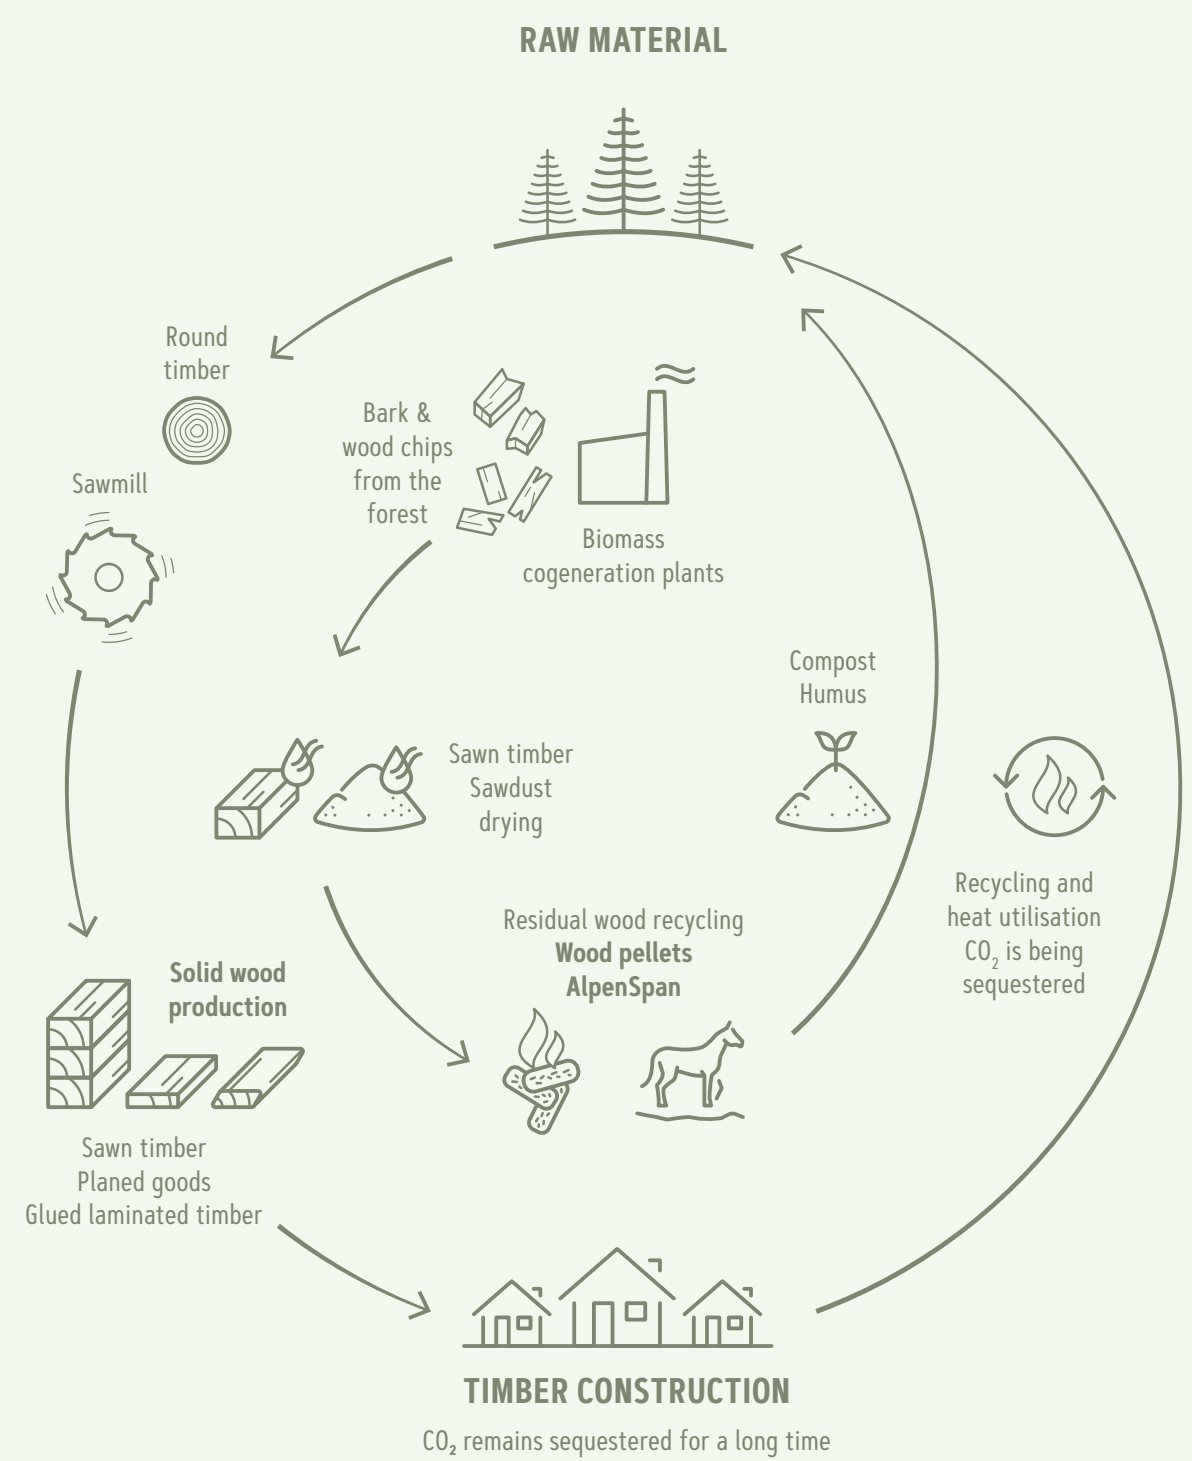 RAW MATERIAL
Round
timber
Sawmill
Bark &
wood chips
from the
forest
Biomass
cogeneration plants
Compost
Humus
Sawn timber
Sawdust
drying
Recycling and
heat utilisation
CO₂ is being
sequestered
Residual wood recycling
Wood pellets
AlpenSpan
Solid wood
production
Sawn timber
Planed goods
Glued laminated timber
TIMBER CONSTRUCTION
CO₂ remains sequestered for a long time